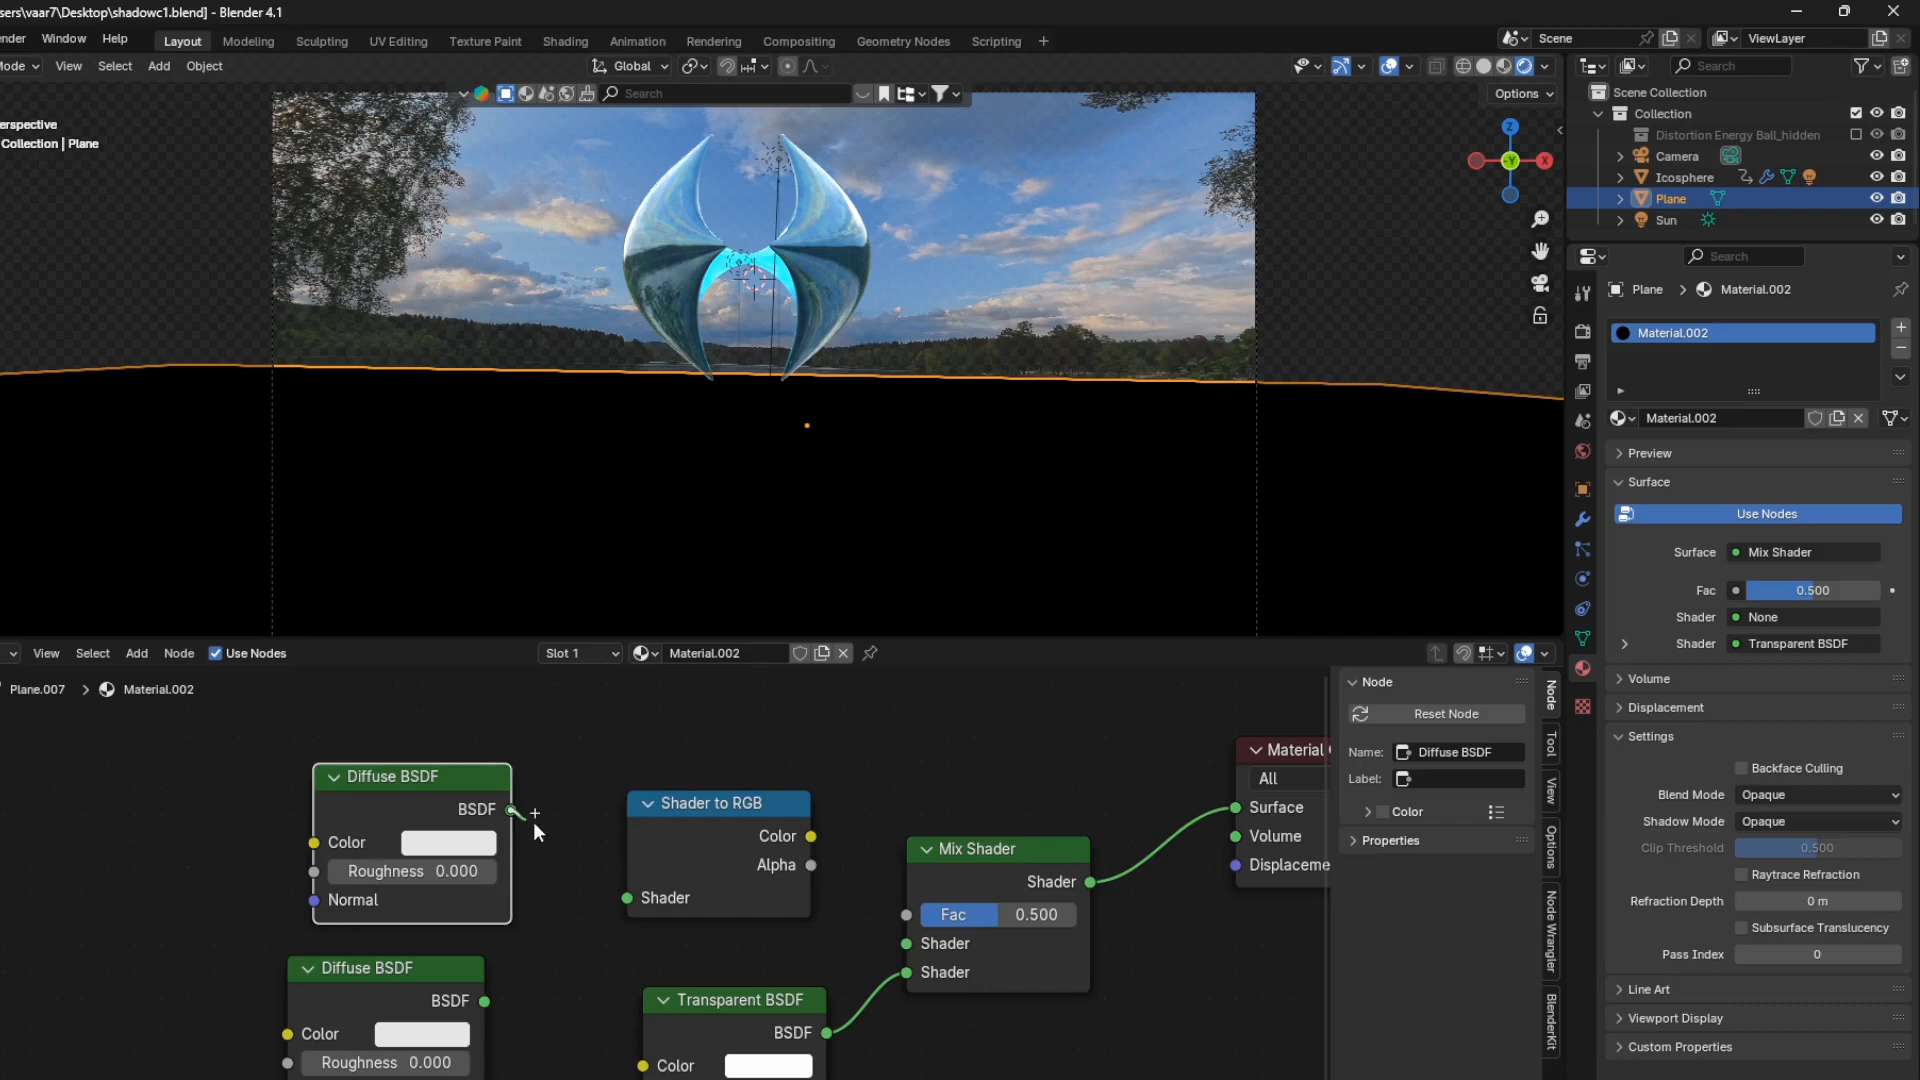 sers\vaar7\Desktop\shadowc1.blend] - Blender 4.1
ender Window Help Layout Modeling Sculpting UV Editing Texture Paint Shading Animation Rendering Compositing Geometry Nodes Scripting + Scene ViewLayer
Mode View Select Add Object Global Search
Search Options
erspective
Collection | Plane
Z
X
-Y
Scene Collection
Collection
Distortion Energy Ball_hidden
Camera
Icosphere
Plane
Sun
Search
Plane > Material.002
Material.002
Material.002
Preview
Surface
Use Nodes
Surface Mix Shader
Fac 0.500
Shader None
Shader Transparent BSDF
Volume
Displacement
Settings
Backface Culling
Blend Mode Opaque
Shadow Mode Opaque
Clip Threshold 0.500
Raytrace Refraction
Refraction Depth 0 m
Subsurface Translucency
Pass Index 0
Line Art
Viewport Display
Custom Properties
View Select Add Node Use Nodes Slot 1 Material.002
Plane.007 > Material.002
Diffuse BSDF
BSDF
Color
Roughness 0.000
Normal
Diffuse BSDF
BSDF
Color
Roughness 0.000
Shader to RGB
Color
Alpha
Shader
Transparent BSDF
BSDF
Color
Mix Shader
Shader
Fac 0.500
Shader
Shader
Material
All
Surface
Volume
Displaceme
Node
Reset Node
Name: Diffuse BSDF
Label:
Color
Properties
Node
Tool
View
Options
Node Wrangler
BlenderKit